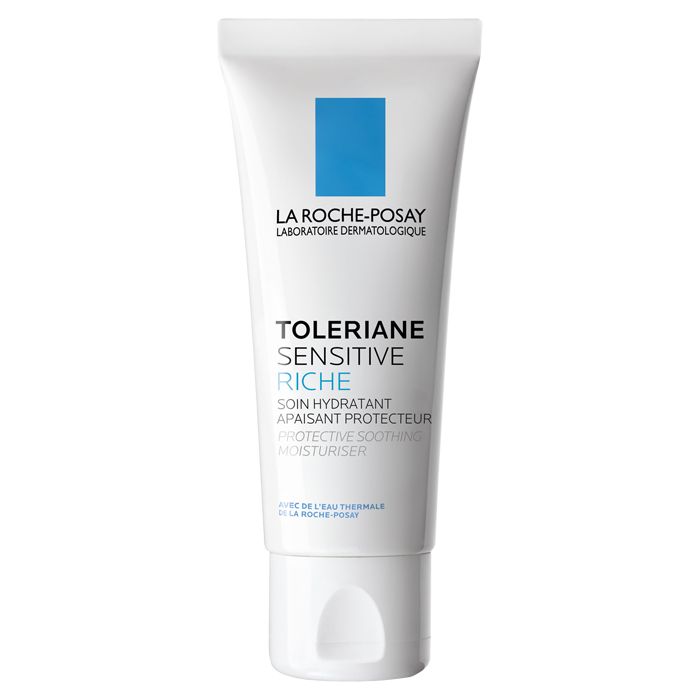 LA ROCHE-POSAY
LABORATOIRE DERMATOLOGIQUE
TOLERIANE
SENSITIVE
RICHE
SOIN HYDRATANT
APAISANT PROTECTEUR
PROTECTIVE SOOTHING
MOISTURISER
AVEC DE L'EAU THERMALE
DE LA ROCHE-POSAY